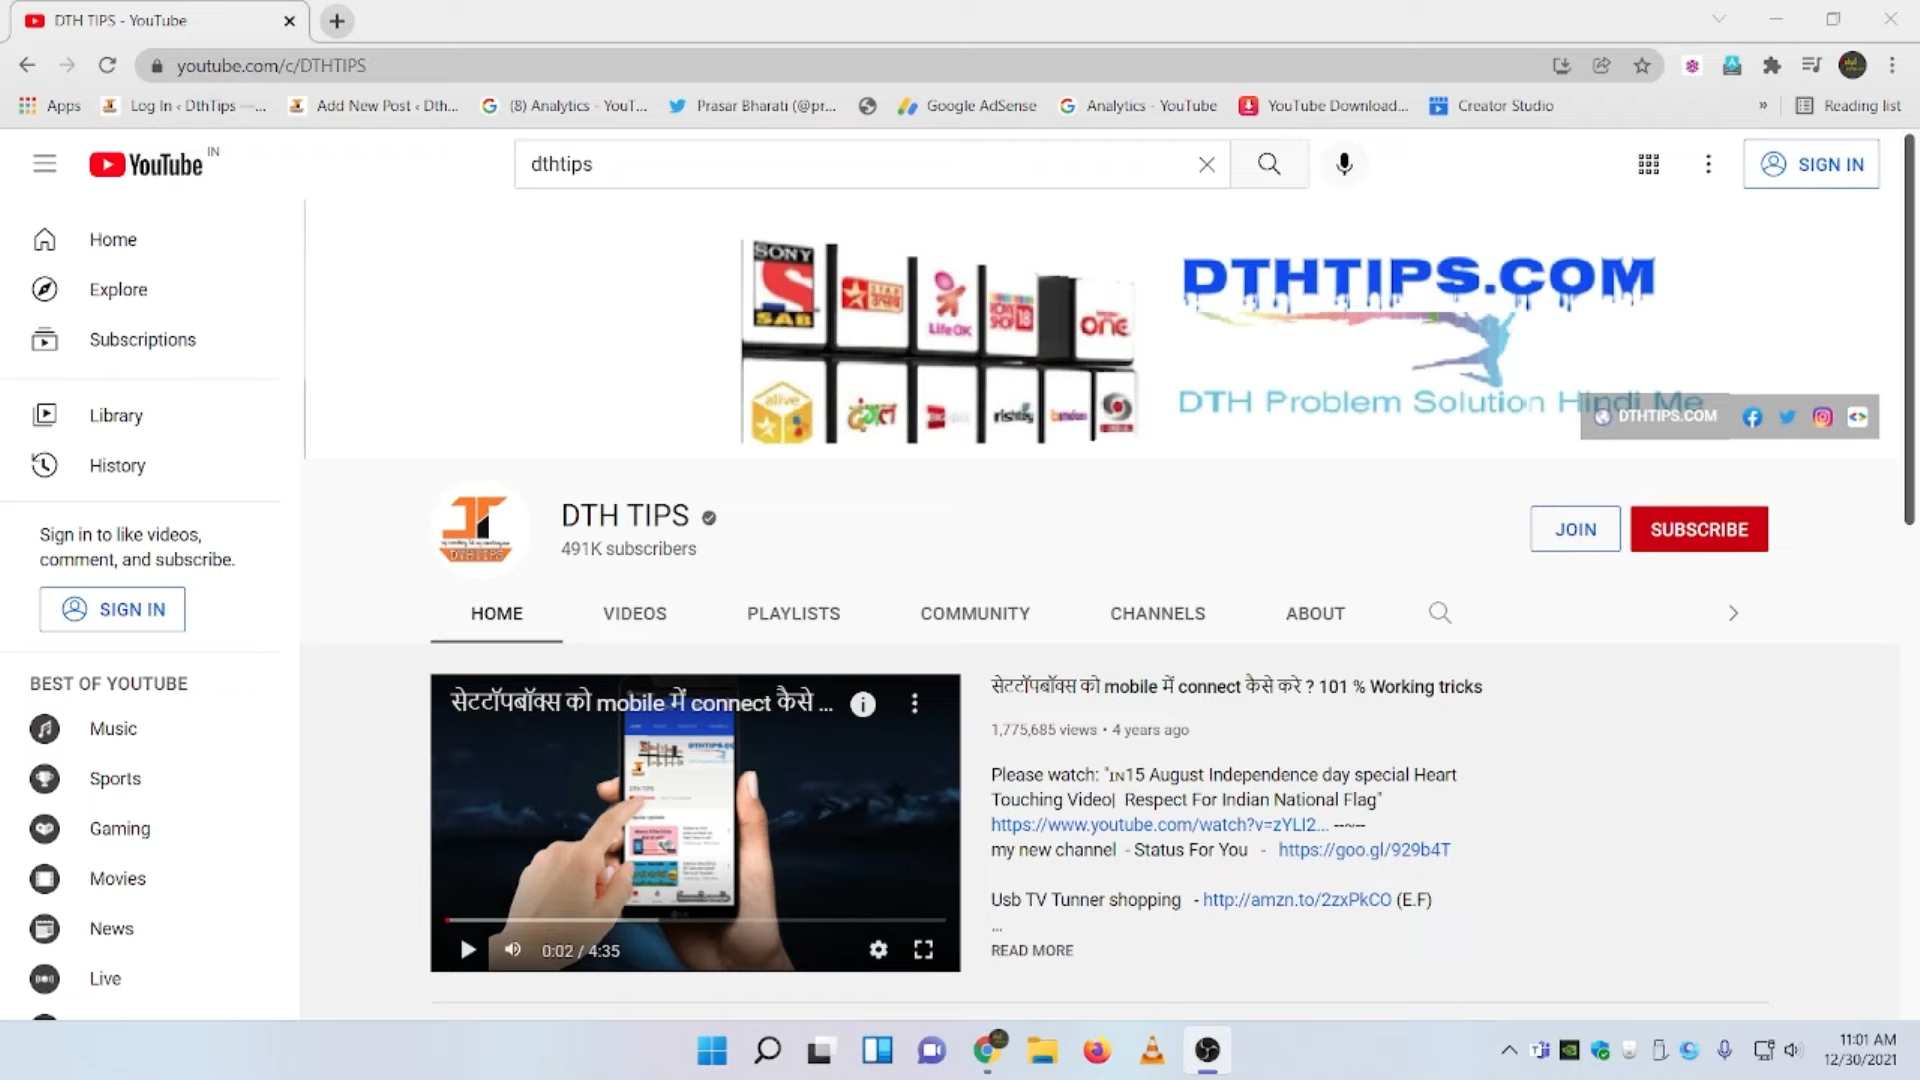 DTH TIPS - YouTube
youtube.com/c/DTHTIPS
Apps
Log In ‹ DthTips —...
Add New Post ‹ Dth...
(8) Analytics - YouT...
Prasar Bharati (@pr...
Google AdSense
Analytics - YouTube
YouTube Download...
Creator Studio
»
Reading list
YouTube IN
dthtips
SIGN IN
Home
Explore
Subscriptions
Library
History
Sign in to like videos,
comment, and subscribe.
SIGN IN
BEST OF YOUTUBE
Music
Sports
Gaming
Movies
News
Live
SONY
SAB
Life OK
ONE
alive
दंगल
rishtey
DTHTIPS.COM
DTH Problem Solution Hindi Me
DTHTIPS.COM
DTHTIPS
DTH TIPS
491K subscribers
JOIN
SUBSCRIBE
HOME
VIDEOS
PLAYLISTS
COMMUNITY
CHANNELS
ABOUT
सेटटॉपबॉक्स को mobile में connect कैसे ...
0:02 / 4:35
सेटटॉपबॉक्स को mobile में connect कैसे करे ? 101 % Working tricks
1,775,685 views • 4 years ago
Please watch: "🇮🇳15 August Independence day special Heart
Touching Video| Respect For Indian National Flag"
https://www.youtube.com/watch?v=zYLI2... --~--
my new channel - Status For You - https://goo.gl/929b4T
Usb TV Tunner shopping - http://amzn.to/2zxPkCO (E.F)
...
READ MORE
11:01 AM
12/30/2021